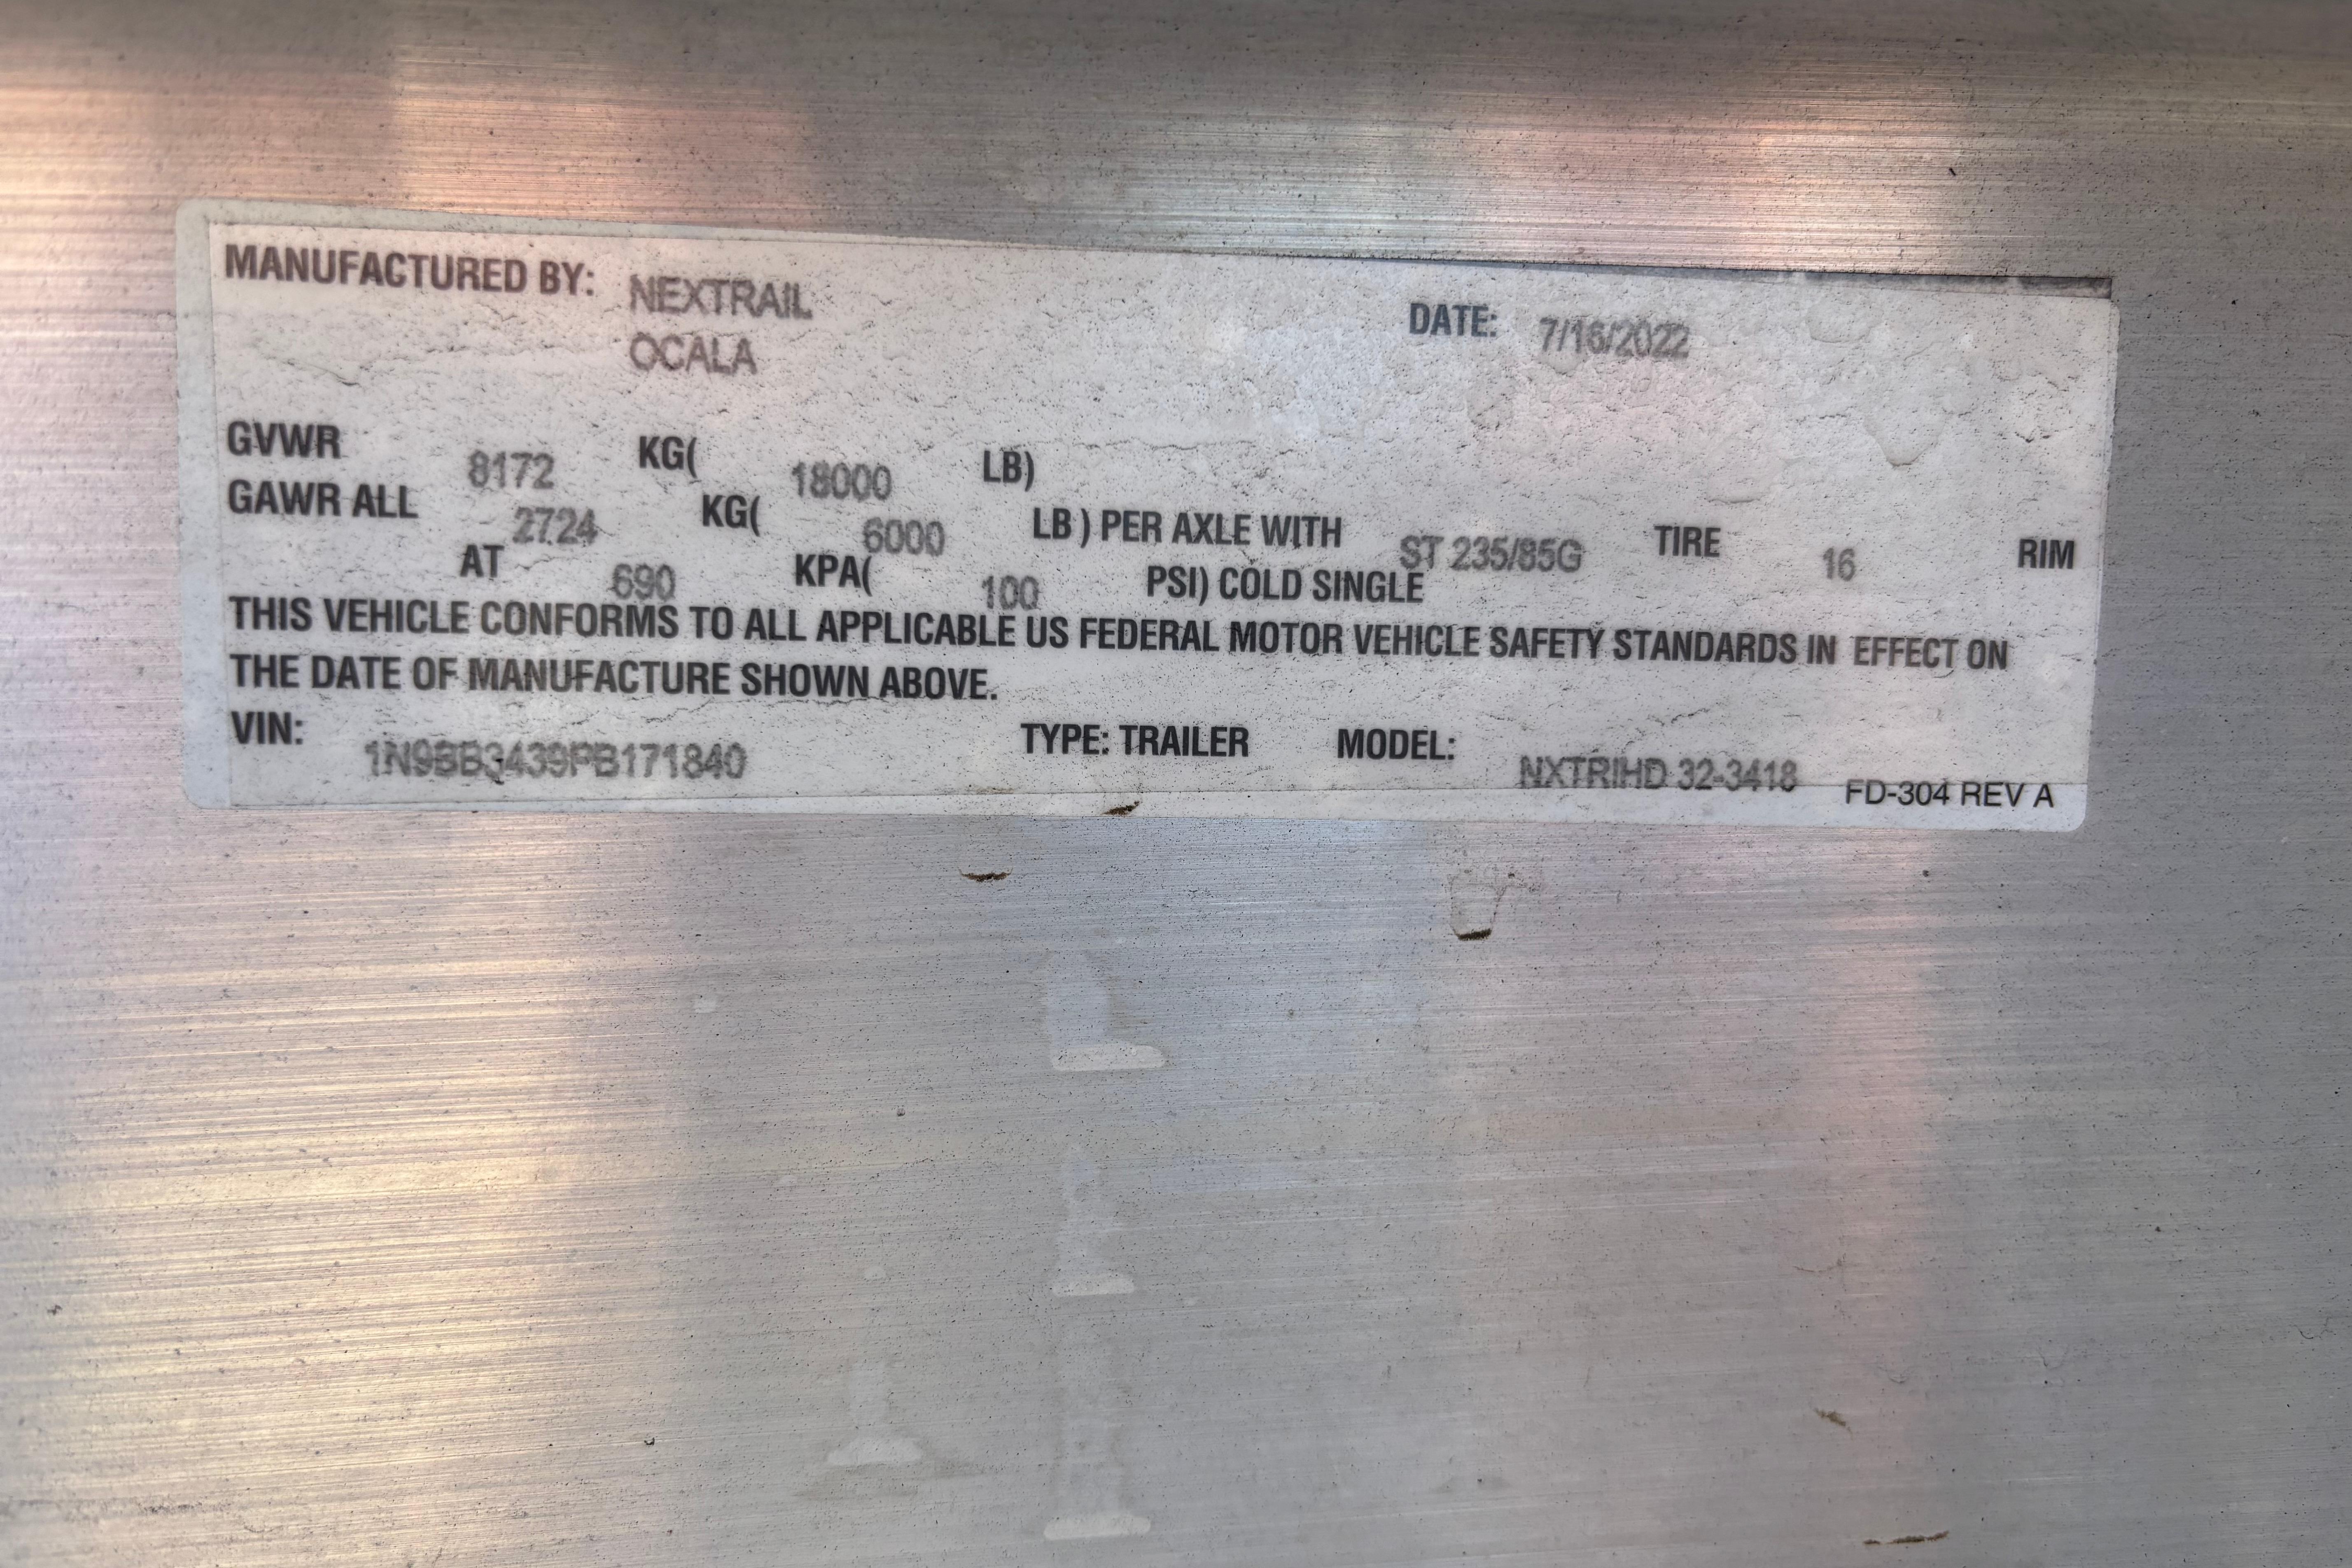 MANUFACTURED BY: NEXTRAIL DATE: 7/16/2022
OCALA
GVWR 8172 KG( 18000 LB)
GAWR ALL 2724 KG( 6000 LB ) PER AXLE WITH ST 235/85G TIRE 16 RIM
AT 690 KPA( 100 PSI) COLD SINGLE
THIS VEHICLE CONFORMS TO ALL APPLICABLE US FEDERAL MOTOR VEHICLE SAFETY STANDARDS IN EFFECT ON
THE DATE OF MANUFACTURE SHOWN ABOVE.
VIN: 1N9BB3439PB171840 TYPE: TRAILER MODEL: NXTRIHD 32-3418 FD-304 REV A